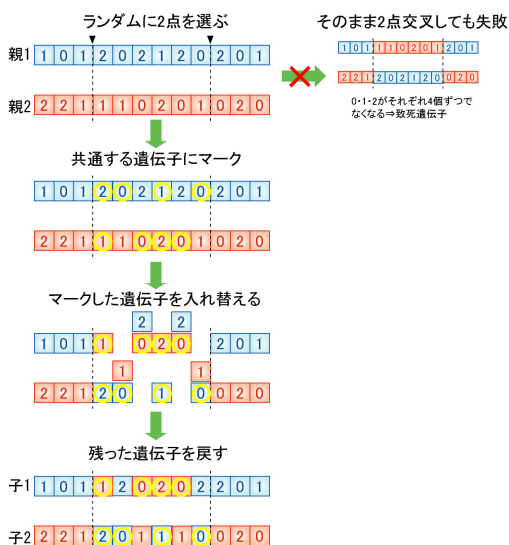 ランダムに2点を選ぶ
親1 1 0 1 2 0 2 1 2 0 2 0 1
親2 2 2 1 1 1 0 2 0 1 0 2 0
そのまま2点交叉しても失敗
1 0 1 1 1 0 2 0 1 2 0 1
2 2 1 2 0 2 1 2 0 0 2 0
0・1・2がそれぞれ4個ずつで
なくなる⇒致死遺伝子
共通する遺伝子にマーク
1 0 1 2 0 2 1 2 0 2 0 1
2 2 1 1 1 0 2 0 1 0 2 0
マークした遺伝子を入れ替える
2 2
1 0 1 1 0 2 0 2 0 1
1 1
2 2 1 2 0 1 0 0 2 0
残った遺伝子を戻す
子1 1 0 1 1 2 0 2 0 2 2 0 1
子2 2 2 1 2 0 1 1 1 0 0 2 0